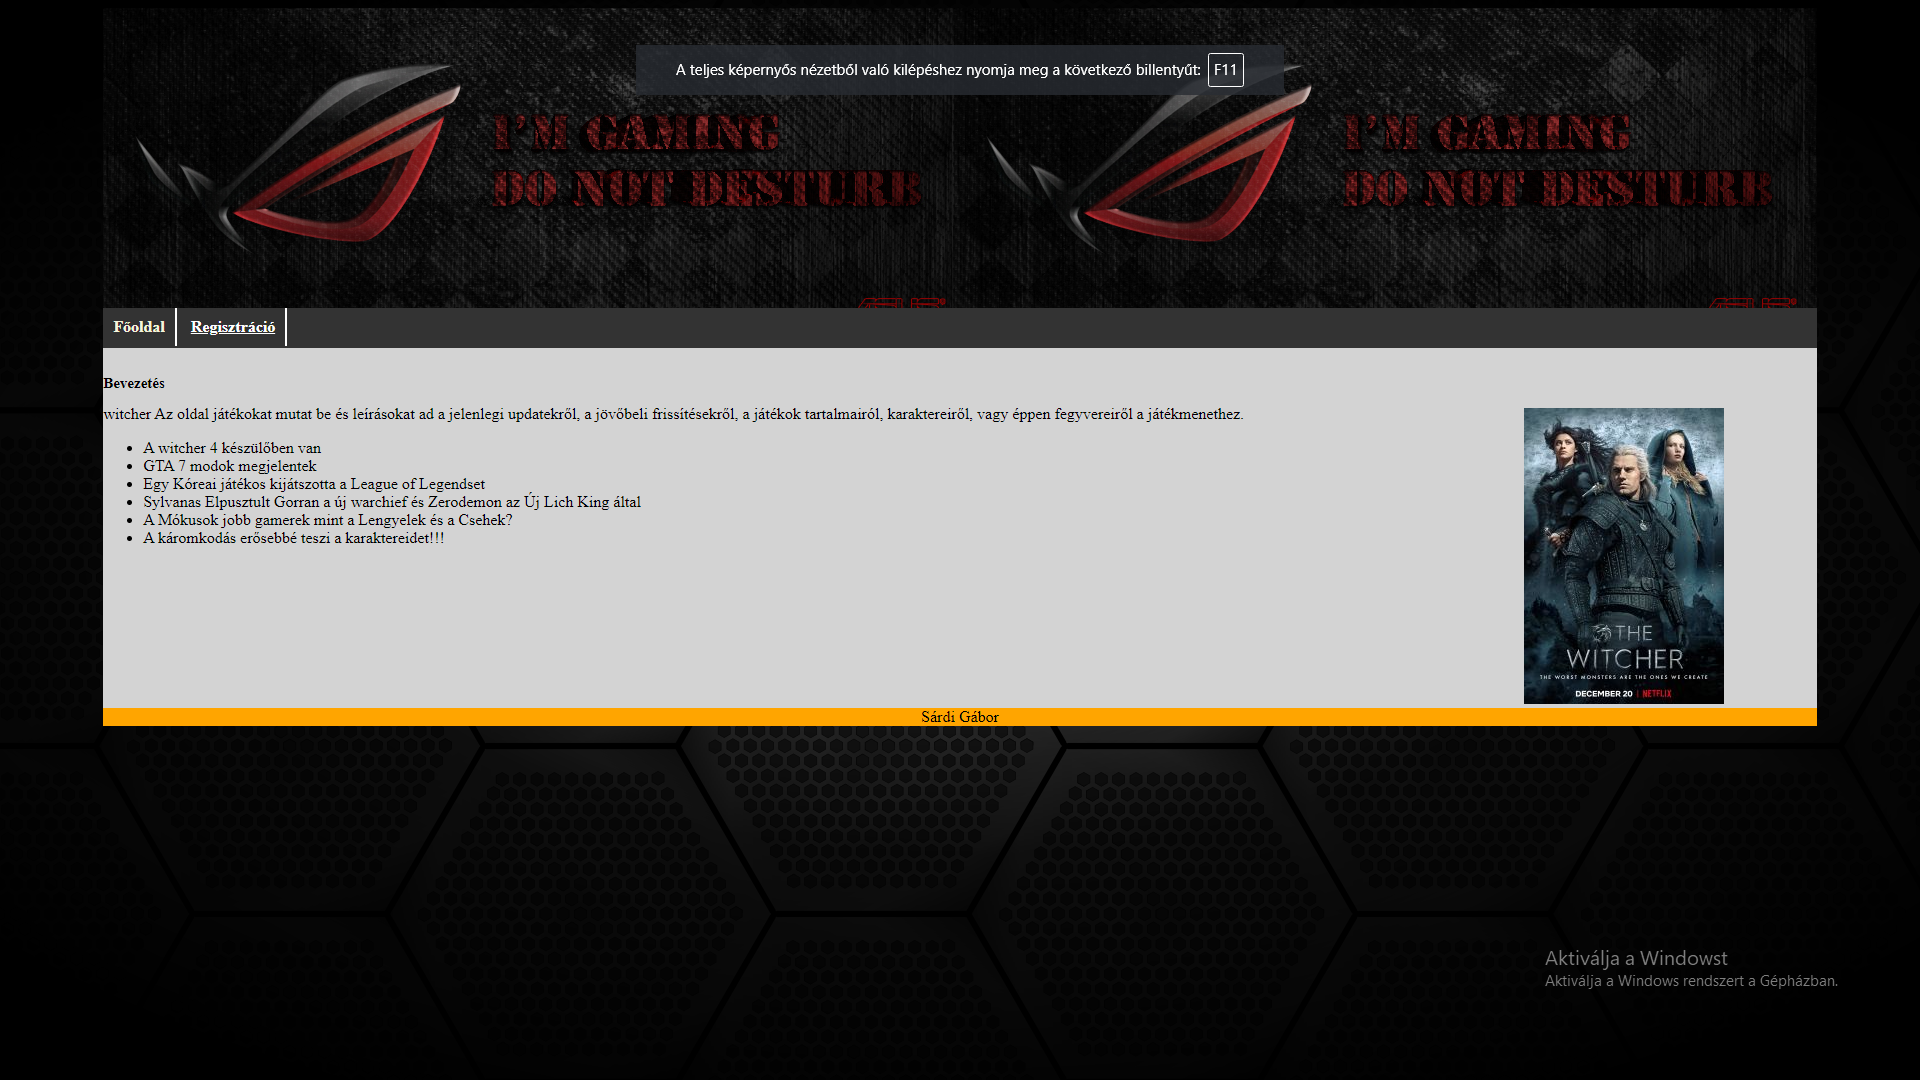 A teljes képernyős nézetből való kilépéshez nyomja meg a következő billentyűt: F11
I'M GAMING
DO NOT DESTURB
I'M GAMING
DO NOT DESTURB
Főoldal Regisztráció
Bevezetés
witcher Az oldal játékokat mutat be és leírásokat ad a jelenlegi updatekről, a jövőbeli frissítésekről, a játékok tartalmairól, karaktereiről, vagy éppen fegyvereiről a játékmenethez.
• A witcher 4 készülőben van
• GTA 7 modok megjelentek
• Egy Kóreai játékos kijátszotta a League of Legendset
• Sylvanas Elpusztult Gorran a új warchief és Zerodemon az Új Lich King által
• A Mókusok jobb gamerek mint a Lengyelek és a Csehek?
• A káromkodás erősebbé teszi a karaktereidet!!!
THE
WITCHER
THE WORST MONSTERS ARE THE ONES WE CREATE
DECEMBER 20 | NETFLIX
Sárdi Gábor
Aktiválja a Windowst
Aktiválja a Windows rendszert a Gépházban.